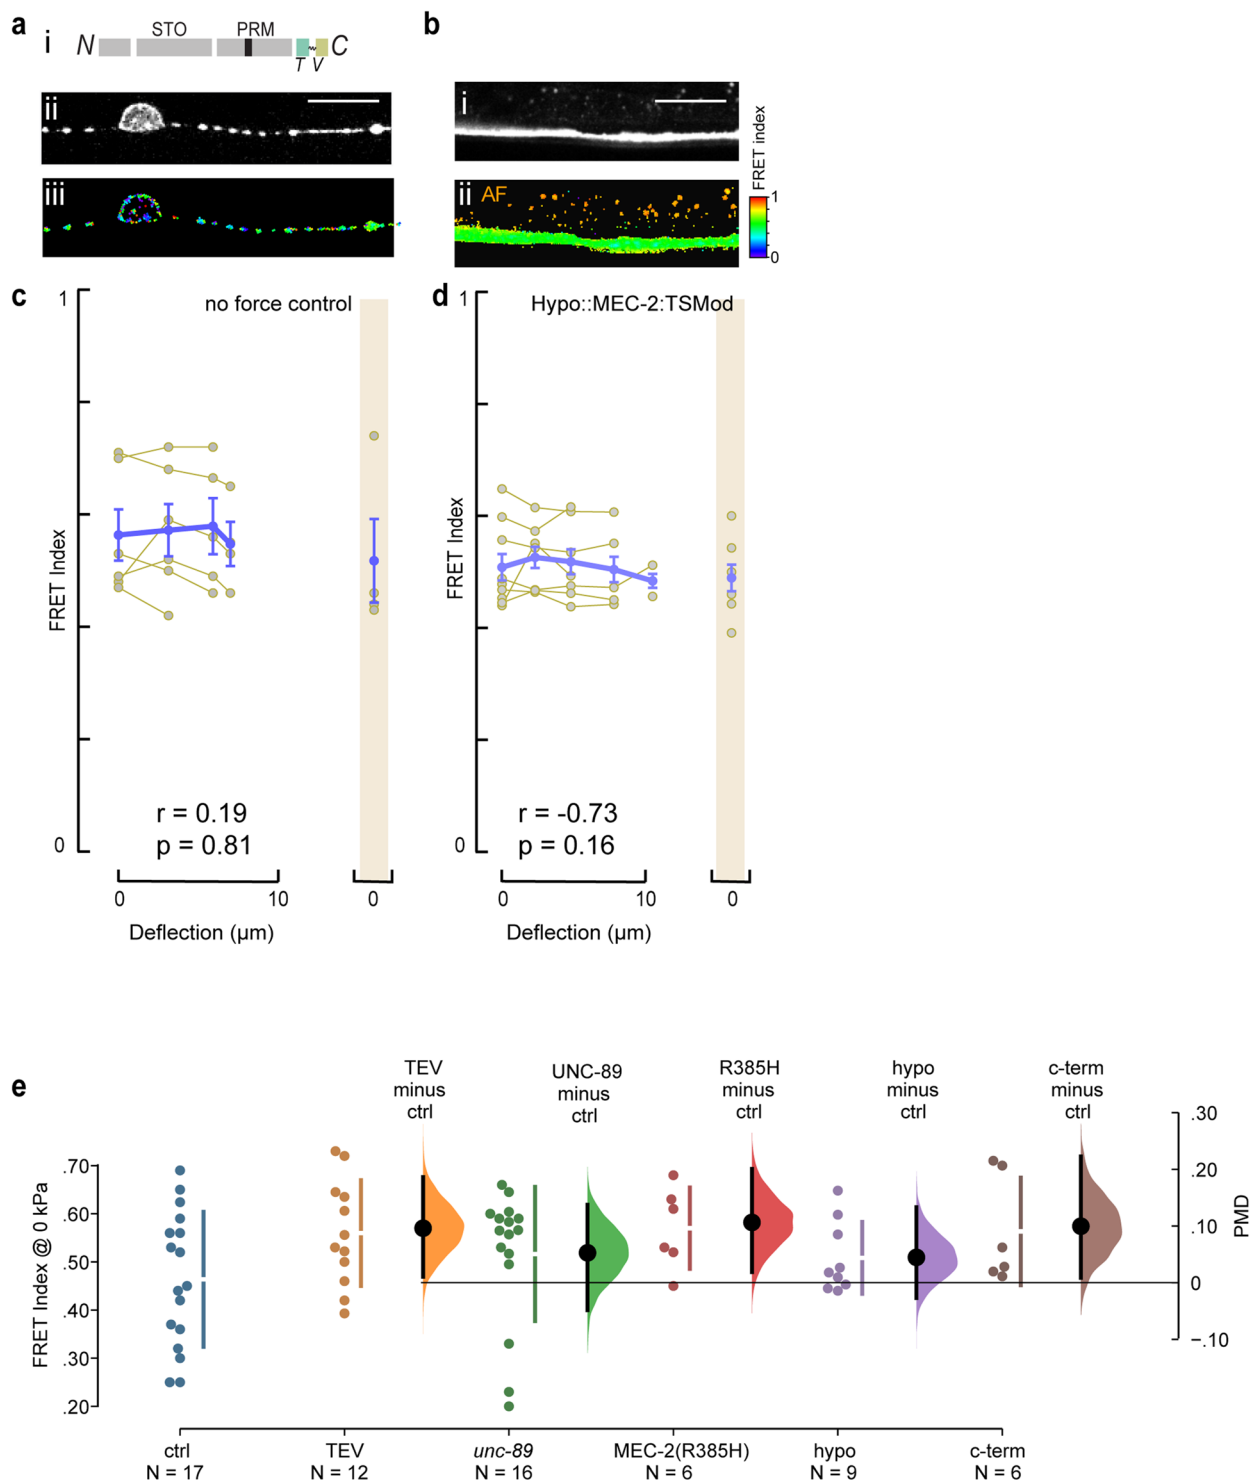 a
b
i
N
STO
PRM
C
T
V
ii
iii
i
ii
AF
FRET index
1
0
c
1
no force control
FRET Index
0
r = 0.19
p = 0.81
0
10
0
Deflection (µm)
d
1
Hypo::MEC-2:TSMod
FRET Index
0
r = -0.73
p = 0.16
0
10
0
Deflection (µm)
e
TEV
minus
ctrl
UNC-89
minus
ctrl
R385H
minus
ctrl
hypo
minus
ctrl
c-term
minus
ctrl
FRET Index @ 0 kPa
.70
.60
.50
.40
.30
.20
.30
.20
.10
0
–.10
PMD
ctrl
N = 17
TEV
N = 12
unc-89
N = 16
MEC-2(R385H)
N = 6
hypo
N = 9
c-term
N = 6